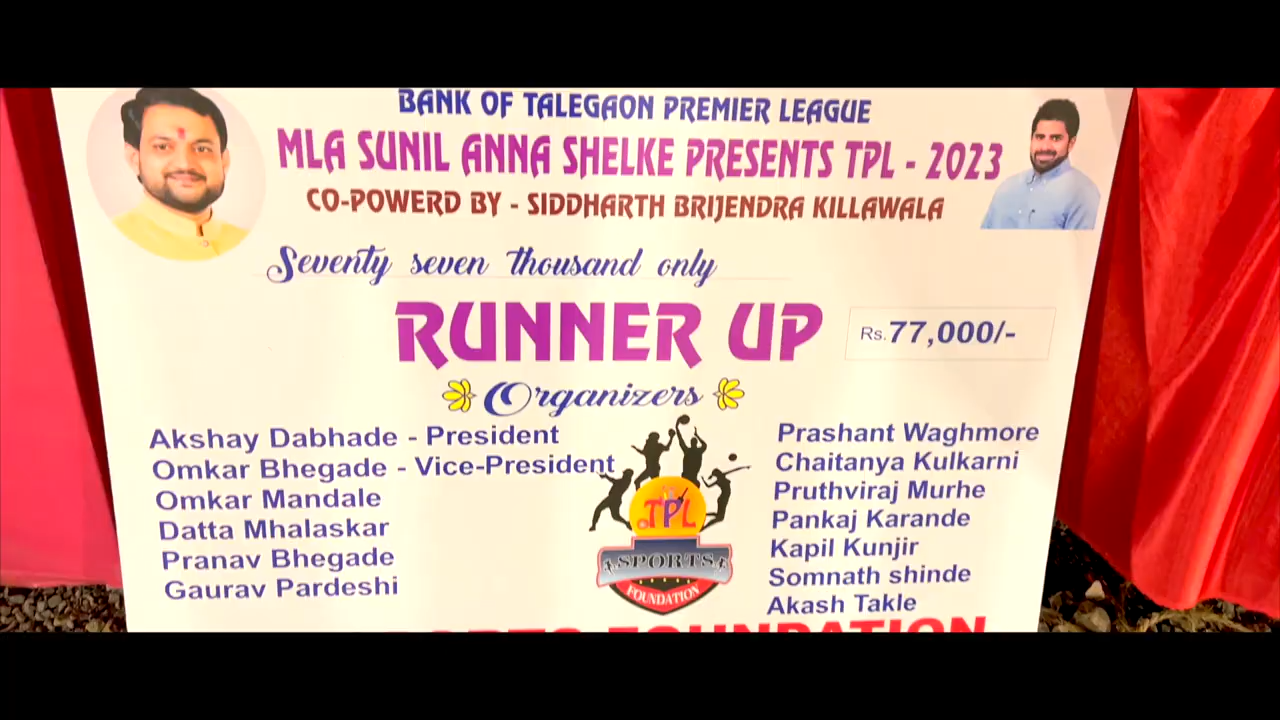 BANK OF TALEGAON PREMIER LEAGUE
MLA SUNIL ANNA SHELKE PRESENTS TPL - 2023
CO-POWERD BY - SIDDHARTH BRIJENDRA KILLAWALA
Seventy seven thousand only
RUNNER UP
Rs.77,000/-
Organizers
Akshay Dabhade - President
Omkar Bhegade - Vice-President
Omkar Mandale
Datta Mhalaskar
Pranav Bhegade
Gaurav Pardeshi
TPL
SPORTS
FOUNDATION
Prashant Waghmore
Chaitanya Kulkarni
Pruthviraj Murhe
Pankaj Karande
Kapil Kunjir
Somnath shinde
Akash Takle
FOUNDATION